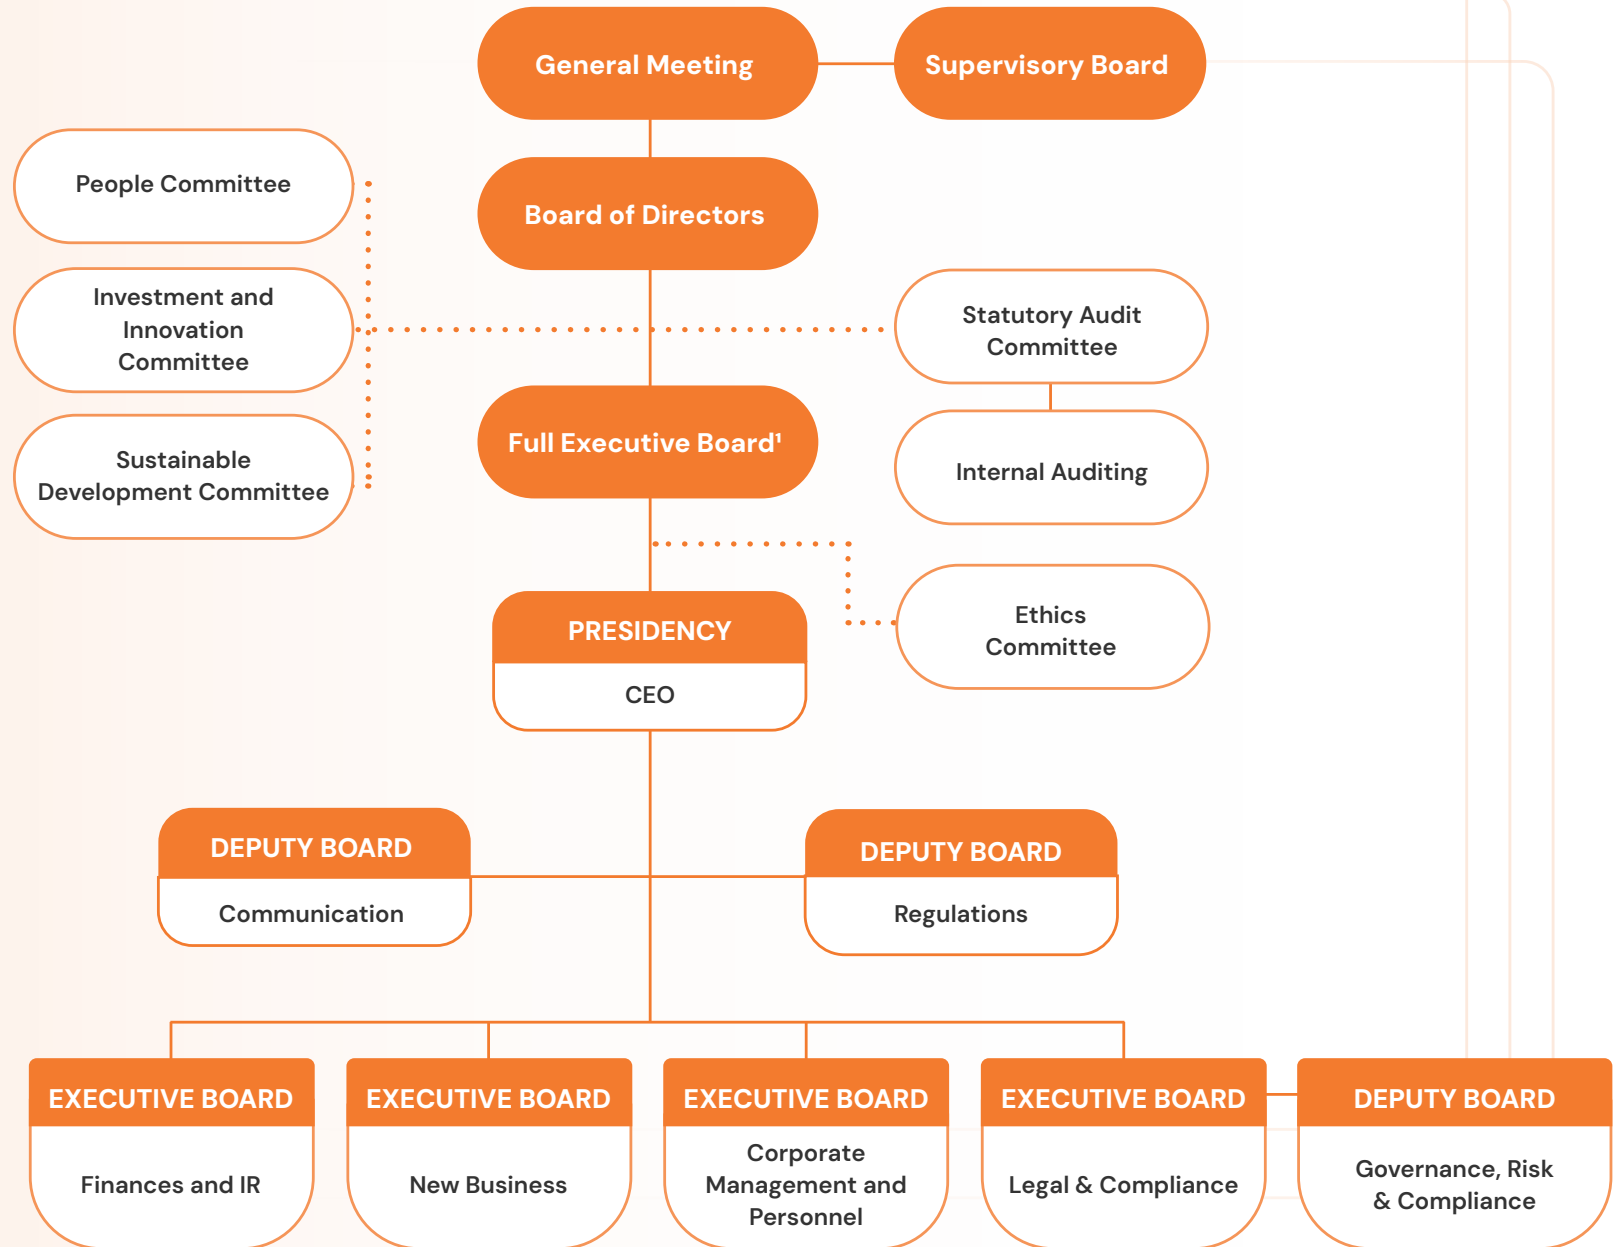 General Meeting
Supervisory Board
People Committee
Board of Directors
Investment and
Innovation
Committee
Statutory Audit
Committee
Full Executive Board¹
Sustainable
Development Committee
Internal Auditing
Ethics
Committee
PRESIDENCY
CEO
DEPUTY BOARD
Communication
DEPUTY BOARD
Regulations
EXECUTIVE BOARD
Finances and IR
EXECUTIVE BOARD
New Business
EXECUTIVE BOARD
Corporate
Management and
Personnel
EXECUTIVE BOARD
Legal & Compliance
DEPUTY BOARD
Governance, Risk
& Compliance